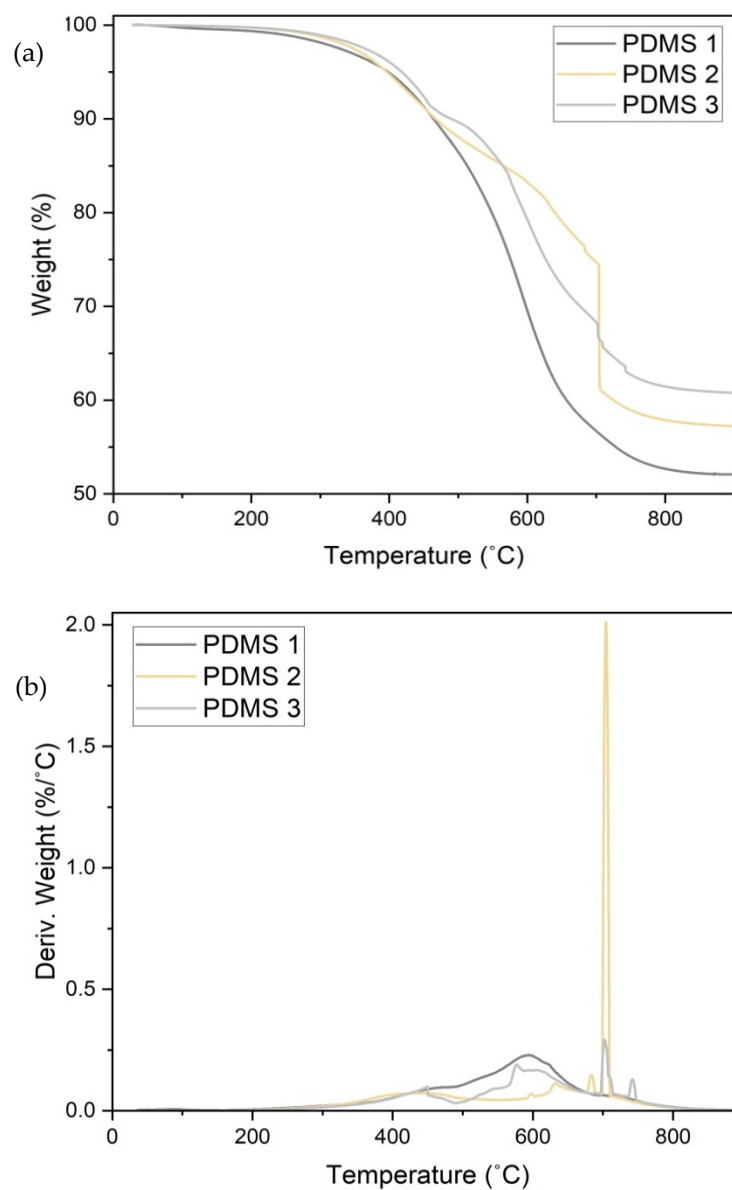 (a)
100
90
80
70
60
50
Weight (%)
PDMS 1
PDMS 2
PDMS 3
0 200 400 600 800
Temperature (˚C)
(b)
2.0
1.5
1.0
0.5
0.0
Deriv. Weight (%/˚C)
PDMS 1
PDMS 2
PDMS 3
0 200 400 600 800
Temperature (˚C)